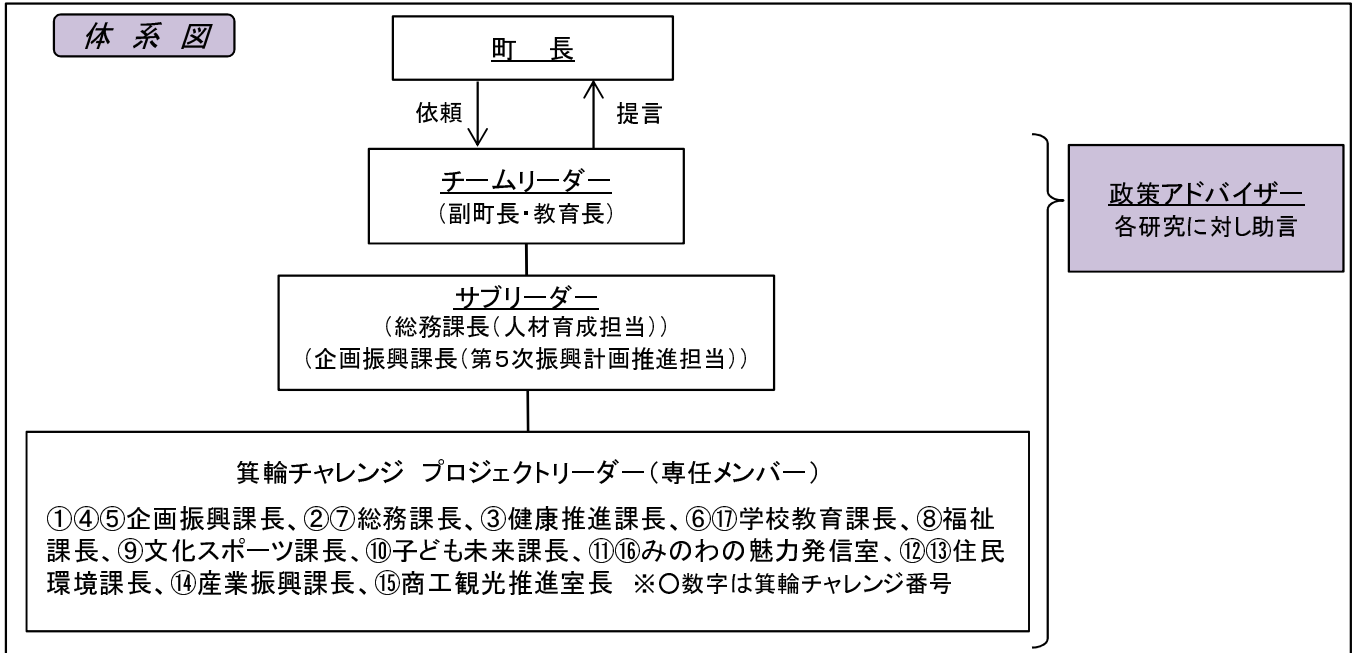 体 系 図
町 長
依頼
提言
チームリーダー
（副町長・教育長）
政策アドバイザー
各研究に対し助言
サブリーダー
（総務課長（人材育成担当））
（企画振興課長（第５次振興計画推進担当））
箕輪チャレンジ プロジェクトリーダー（専任メンバー）
①④⑤企画振興課長、②⑦総務課長、③健康推進課長、⑥⑰学校教育課長、⑧福祉
課長、⑨文化スポーツ課長、⑩子ども未来課長、⑪⑯みのわの魅力発信室、⑫⑬住民
環境課長、⑭産業振興課長、⑮商工観光推進室長 ※〇数字は箕輪チャレンジ番号